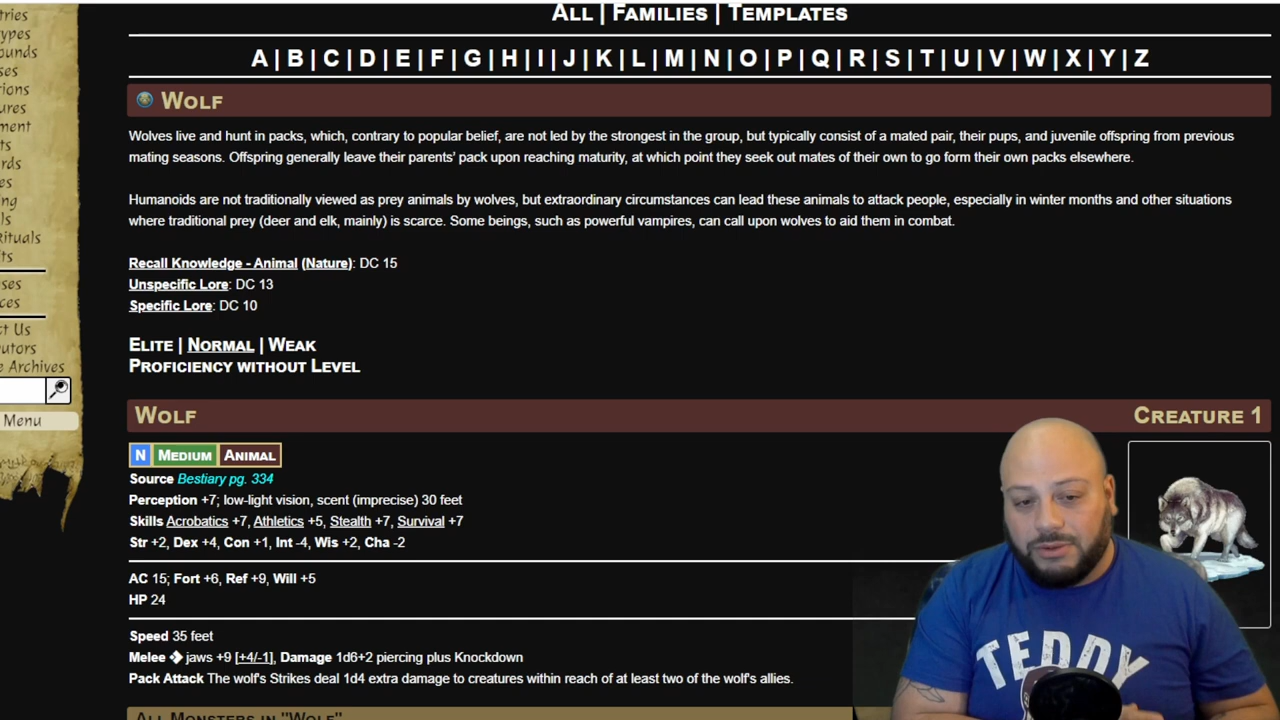 All | Families | Templates
A | B | C | D | E | F | G | H | I | J | K | L | M | N | O | P | Q | R | S | T | U | V | W | X | Y | Z
Wolf
Wolves live and hunt in packs, which, contrary to popular belief, are not led by the strongest in the group, but typically consist of a mated pair, their pups, and juvenile offspring from previous
mating seasons. Offspring generally leave their parents' pack upon reaching maturity, at which point they seek out mates of their own to go form their own packs elsewhere.
Humanoids are not traditionally viewed as prey animals by wolves, but extraordinary circumstances can lead these animals to attack people, especially in winter months and other situations
where traditional prey (deer and elk, mainly) is scarce. Some beings, such as powerful vampires, can call upon wolves to aid them in combat.
Recall Knowledge - Animal (Nature): DC 15
Unspecific Lore: DC 13
Specific Lore: DC 10
Elite | Normal | Weak
Proficiency without Level
Wolf Creature 1
N Medium Animal
Source Bestiary pg. 334
Perception +7; low-light vision, scent (imprecise) 30 feet
Skills Acrobatics +7, Athletics +5, Stealth +7, Survival +7
Str +2, Dex +4, Con +1, Int -4, Wis +2, Cha -2
AC 15; Fort +6, Ref +9, Will +5
HP 24
Speed 35 feet
Melee jaws +9 [+4/-1], Damage 1d6+2 piercing plus Knockdown
Pack Attack The wolf's Strikes deal 1d4 extra damage to creatures within reach of at least two of the wolf's allies.
All Monsters in "Wolf"
Rituals
Archives
Menu
TEDDY